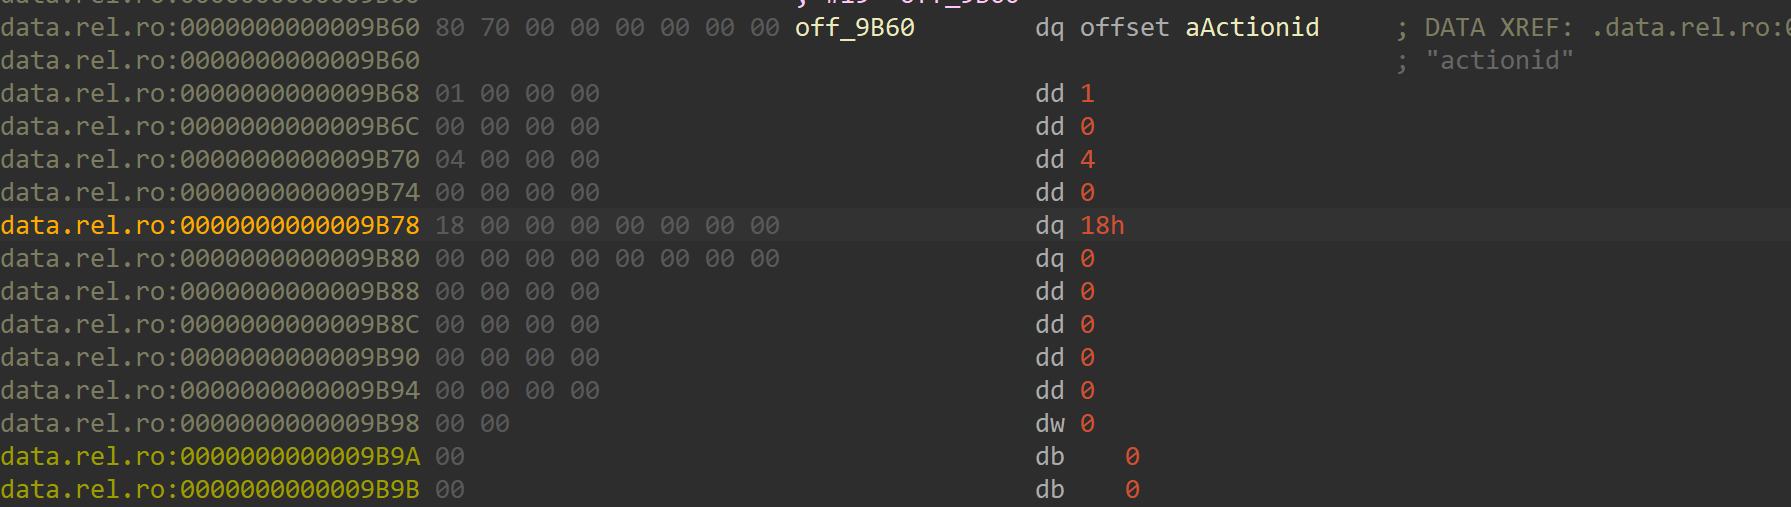 data.rel.ro:0000000000009B60 80 70 00 00 00 00 00 00 off_9B60 dq offset aActionid ; DATA XREF: .data.rel.ro:
data.rel.ro:0000000000009B60 ; "actionid"
data.rel.ro:0000000000009B68 01 00 00 00 dd 1
data.rel.ro:0000000000009B6C 00 00 00 00 dd 0
data.rel.ro:0000000000009B70 04 00 00 00 dd 4
data.rel.ro:0000000000009B74 00 00 00 00 dd 0
data.rel.ro:0000000000009B78 18 00 00 00 00 00 00 00 dq 18h
data.rel.ro:0000000000009B80 00 00 00 00 00 00 00 00 dq 0
data.rel.ro:0000000000009B88 00 00 00 00 dd 0
data.rel.ro:0000000000009B8C 00 00 00 00 dd 0
data.rel.ro:0000000000009B90 00 00 00 00 dd 0
data.rel.ro:0000000000009B94 00 00 00 00 dd 0
data.rel.ro:0000000000009B98 00 00 dw 0
data.rel.ro:0000000000009B9A 00 db 0
data.rel.ro:0000000000009B9B 00 db 0